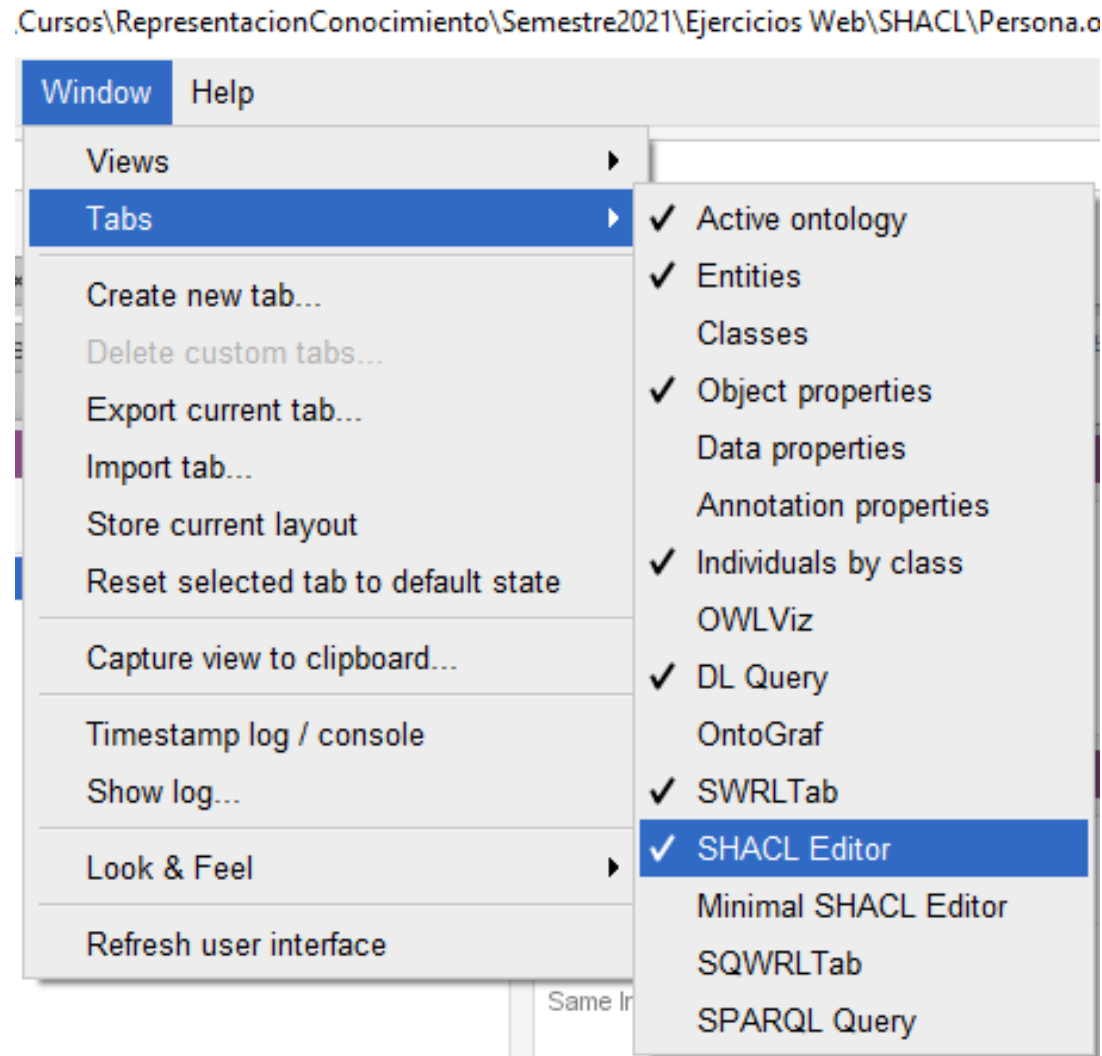 Cursos\RepresentacionConocimiento\Semestre2021\Ejercicios Web\SHACL\Persona.o
Window Help
Views
Tabs
Create new tab...
Delete custom tabs...
Export current tab...
Import tab...
Store current layout
Reset selected tab to default state
Capture view to clipboard...
Timestamp log / console
Show log...
Look & Feel
Refresh user interface
Active ontology
Entities
Classes
Object properties
Data properties
Annotation properties
Individuals by class
OWLViz
DL Query
OntoGraf
SWRLTab
SHACL Editor
Minimal SHACL Editor
SQWRLTab
SPARQL Query
Same In